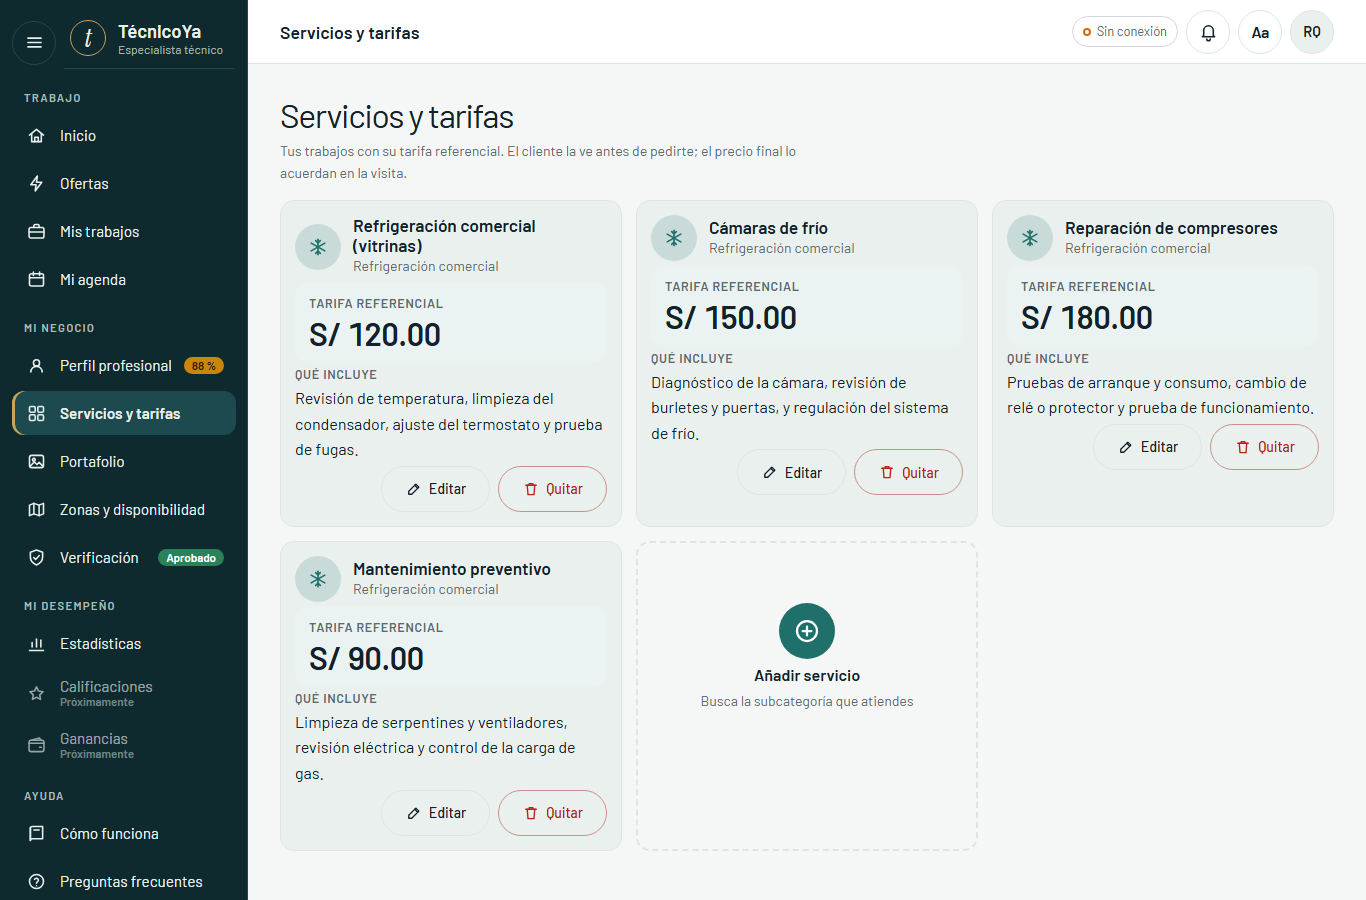 t
TécnicoYa
Especialista técnico
TRABAJO
Inicio
Ofertas
Mis trabajos
Mi agenda
MI NEGOCIO
Perfil profesional 88 %
Servicios y tarifas
Portafolio
Zonas y disponibilidad
Verificación Aprobado
MI DESEMPEÑO
Estadísticas
Calificaciones
Próximamente
Ganancias
Próximamente
AYUDA
Cómo funciona
Preguntas frecuentes
Servicios y tarifas
Sin conexión
Aa
RQ
Servicios y tarifas
Tus trabajos con su tarifa referencial. El cliente la ve antes de pedirte; el precio final lo
acuerdan en la visita.
Refrigeración comercial
(vitrinas)
Refrigeración comercial
TARIFA REFERENCIAL
S/ 120.00
QUÉ INCLUYE
Revisión de temperatura, limpieza del
condensador, ajuste del termostato y prueba
de fugas.
Editar
Quitar
Cámaras de frío
Refrigeración comercial
TARIFA REFERENCIAL
S/ 150.00
QUÉ INCLUYE
Diagnóstico de la cámara, revisión de
burletes y puertas, y regulación del sistema
de frío.
Editar
Quitar
Reparación de compresores
Refrigeración comercial
TARIFA REFERENCIAL
S/ 180.00
QUÉ INCLUYE
Pruebas de arranque y consumo, cambio de
relé o protector y prueba de funcionamiento.
Editar
Quitar
Mantenimiento preventivo
Refrigeración comercial
TARIFA REFERENCIAL
S/ 90.00
QUÉ INCLUYE
Limpieza de serpentines y ventiladores,
revisión eléctrica y control de la carga de
gas.
Editar
Quitar
Añadir servicio
Busca la subcategoría que atiendes